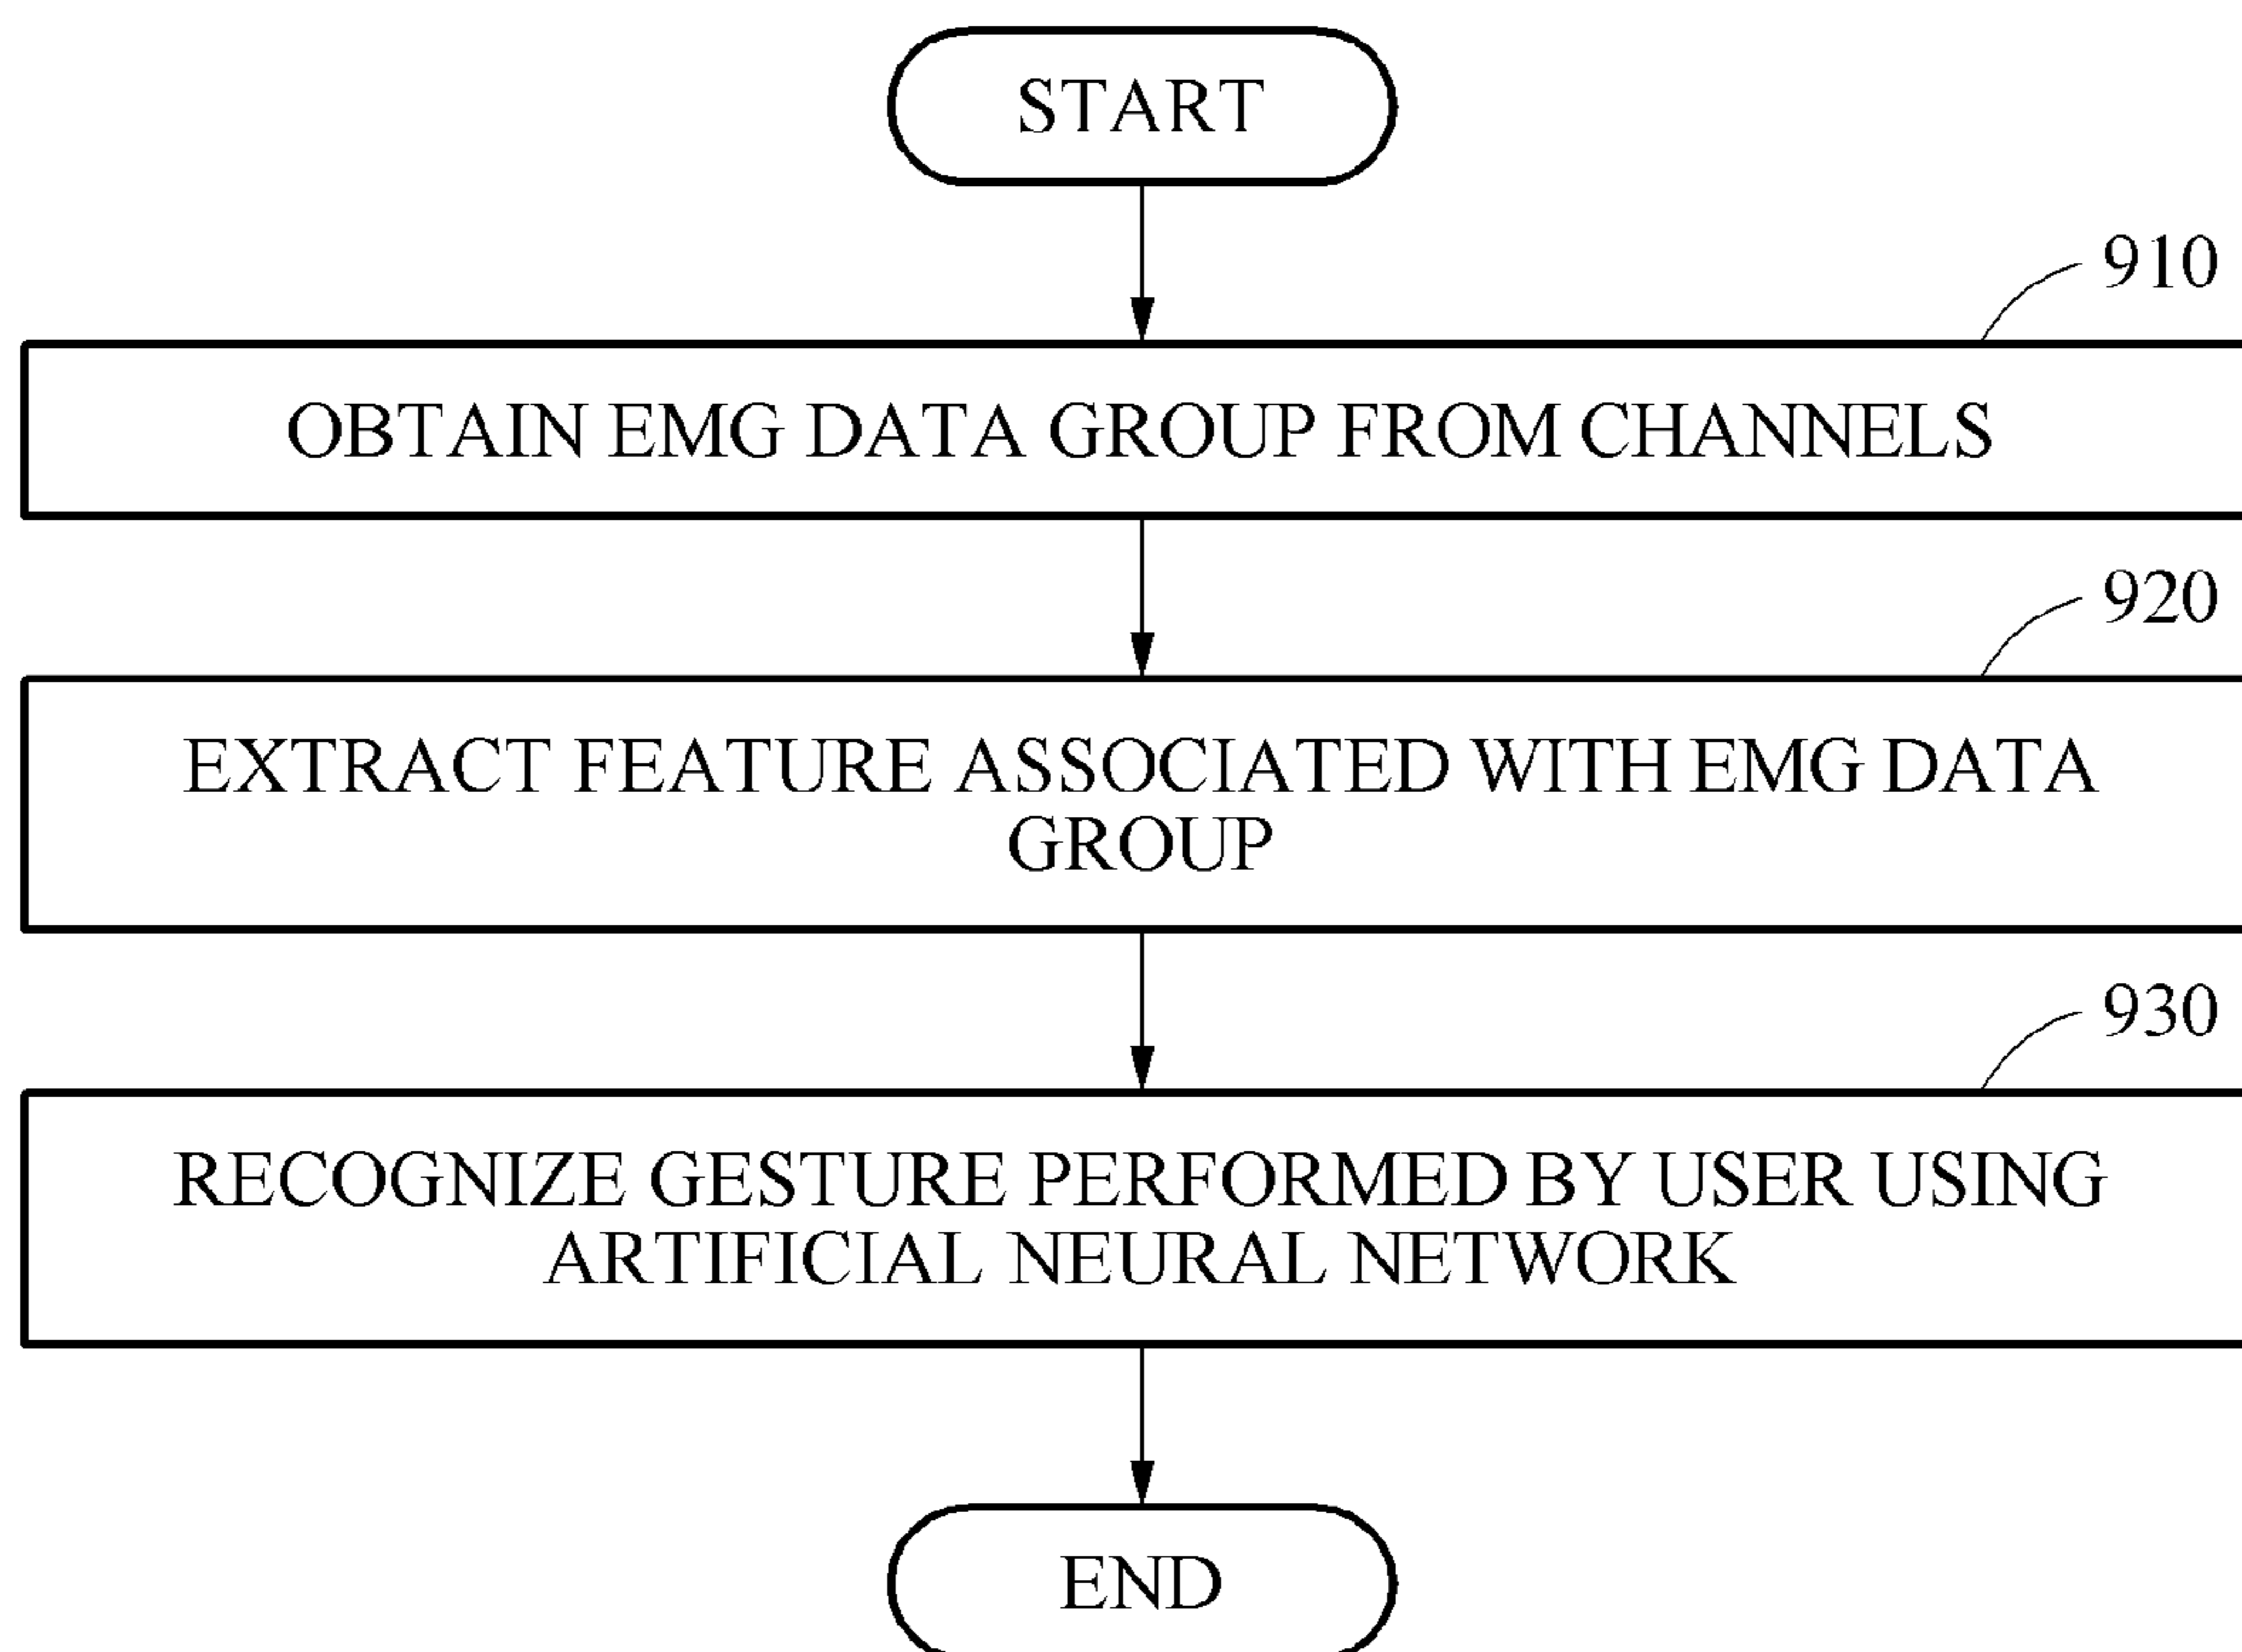 START
910
OBTAIN EMG DATA GROUP FROM CHANNELS
920
EXTRACT FEATURE ASSOCIATED WITH EMG DATA
GROUP
930
RECOGNIZE GESTURE PERFORMED BY USER USING
ARTIFICIAL NEURAL NETWORK
END